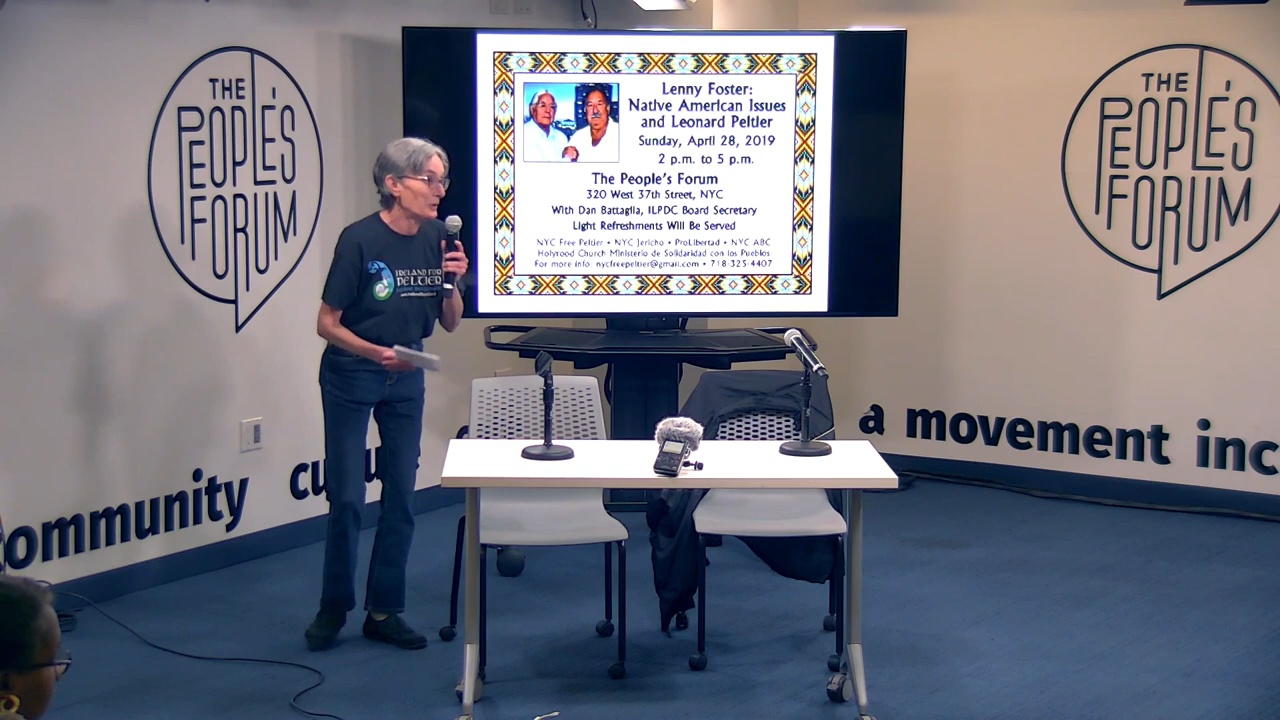 THE
PEOPLE'S
FORUM
Lenny Foster:
Native American Issues
and Leonard Peltier
Sunday, April 28, 2019
2 p.m. to 5 p.m.
The People's Forum
320 West 37th Street, NYC
With Dan Battaglia, ILPDC Board Secretary
Light Refreshments Will Be Served
NYC Free Peltier • NYC Jericho • ProLibertad • NYC ABC
Holyrood Church Ministerio de Solidaridad con los Pueblos
For more info: nycfreepeltier@gmail.com • 718-325-4407
THE
PEOPLE'S
FORUM
IRELAND FOR
PELTIER
a movement inc
community cultu